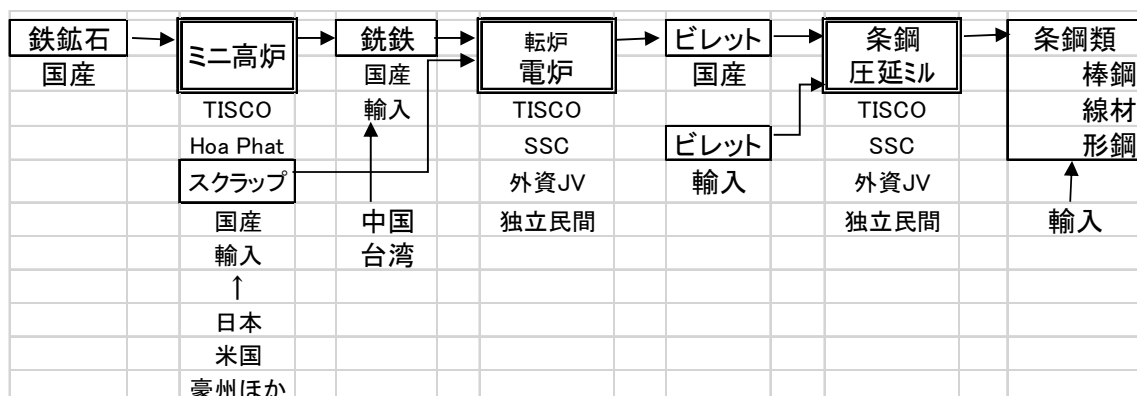 鉄鉱石 ミニ高炉 銑鉄 転炉 ビレット 条鋼 条鋼類
国産 国産 電炉 国産 圧延ミル 棒鋼
TISCO 輸入 TISCO TISCO 線材
Hoa Phat SSC ビレット SSC 形鋼
スクラップ 外資JV 輸入 外資JV
国産 中国 独立民間 独立民間 輸入
輸入 台湾
↑
日本
米国
豪州ほか